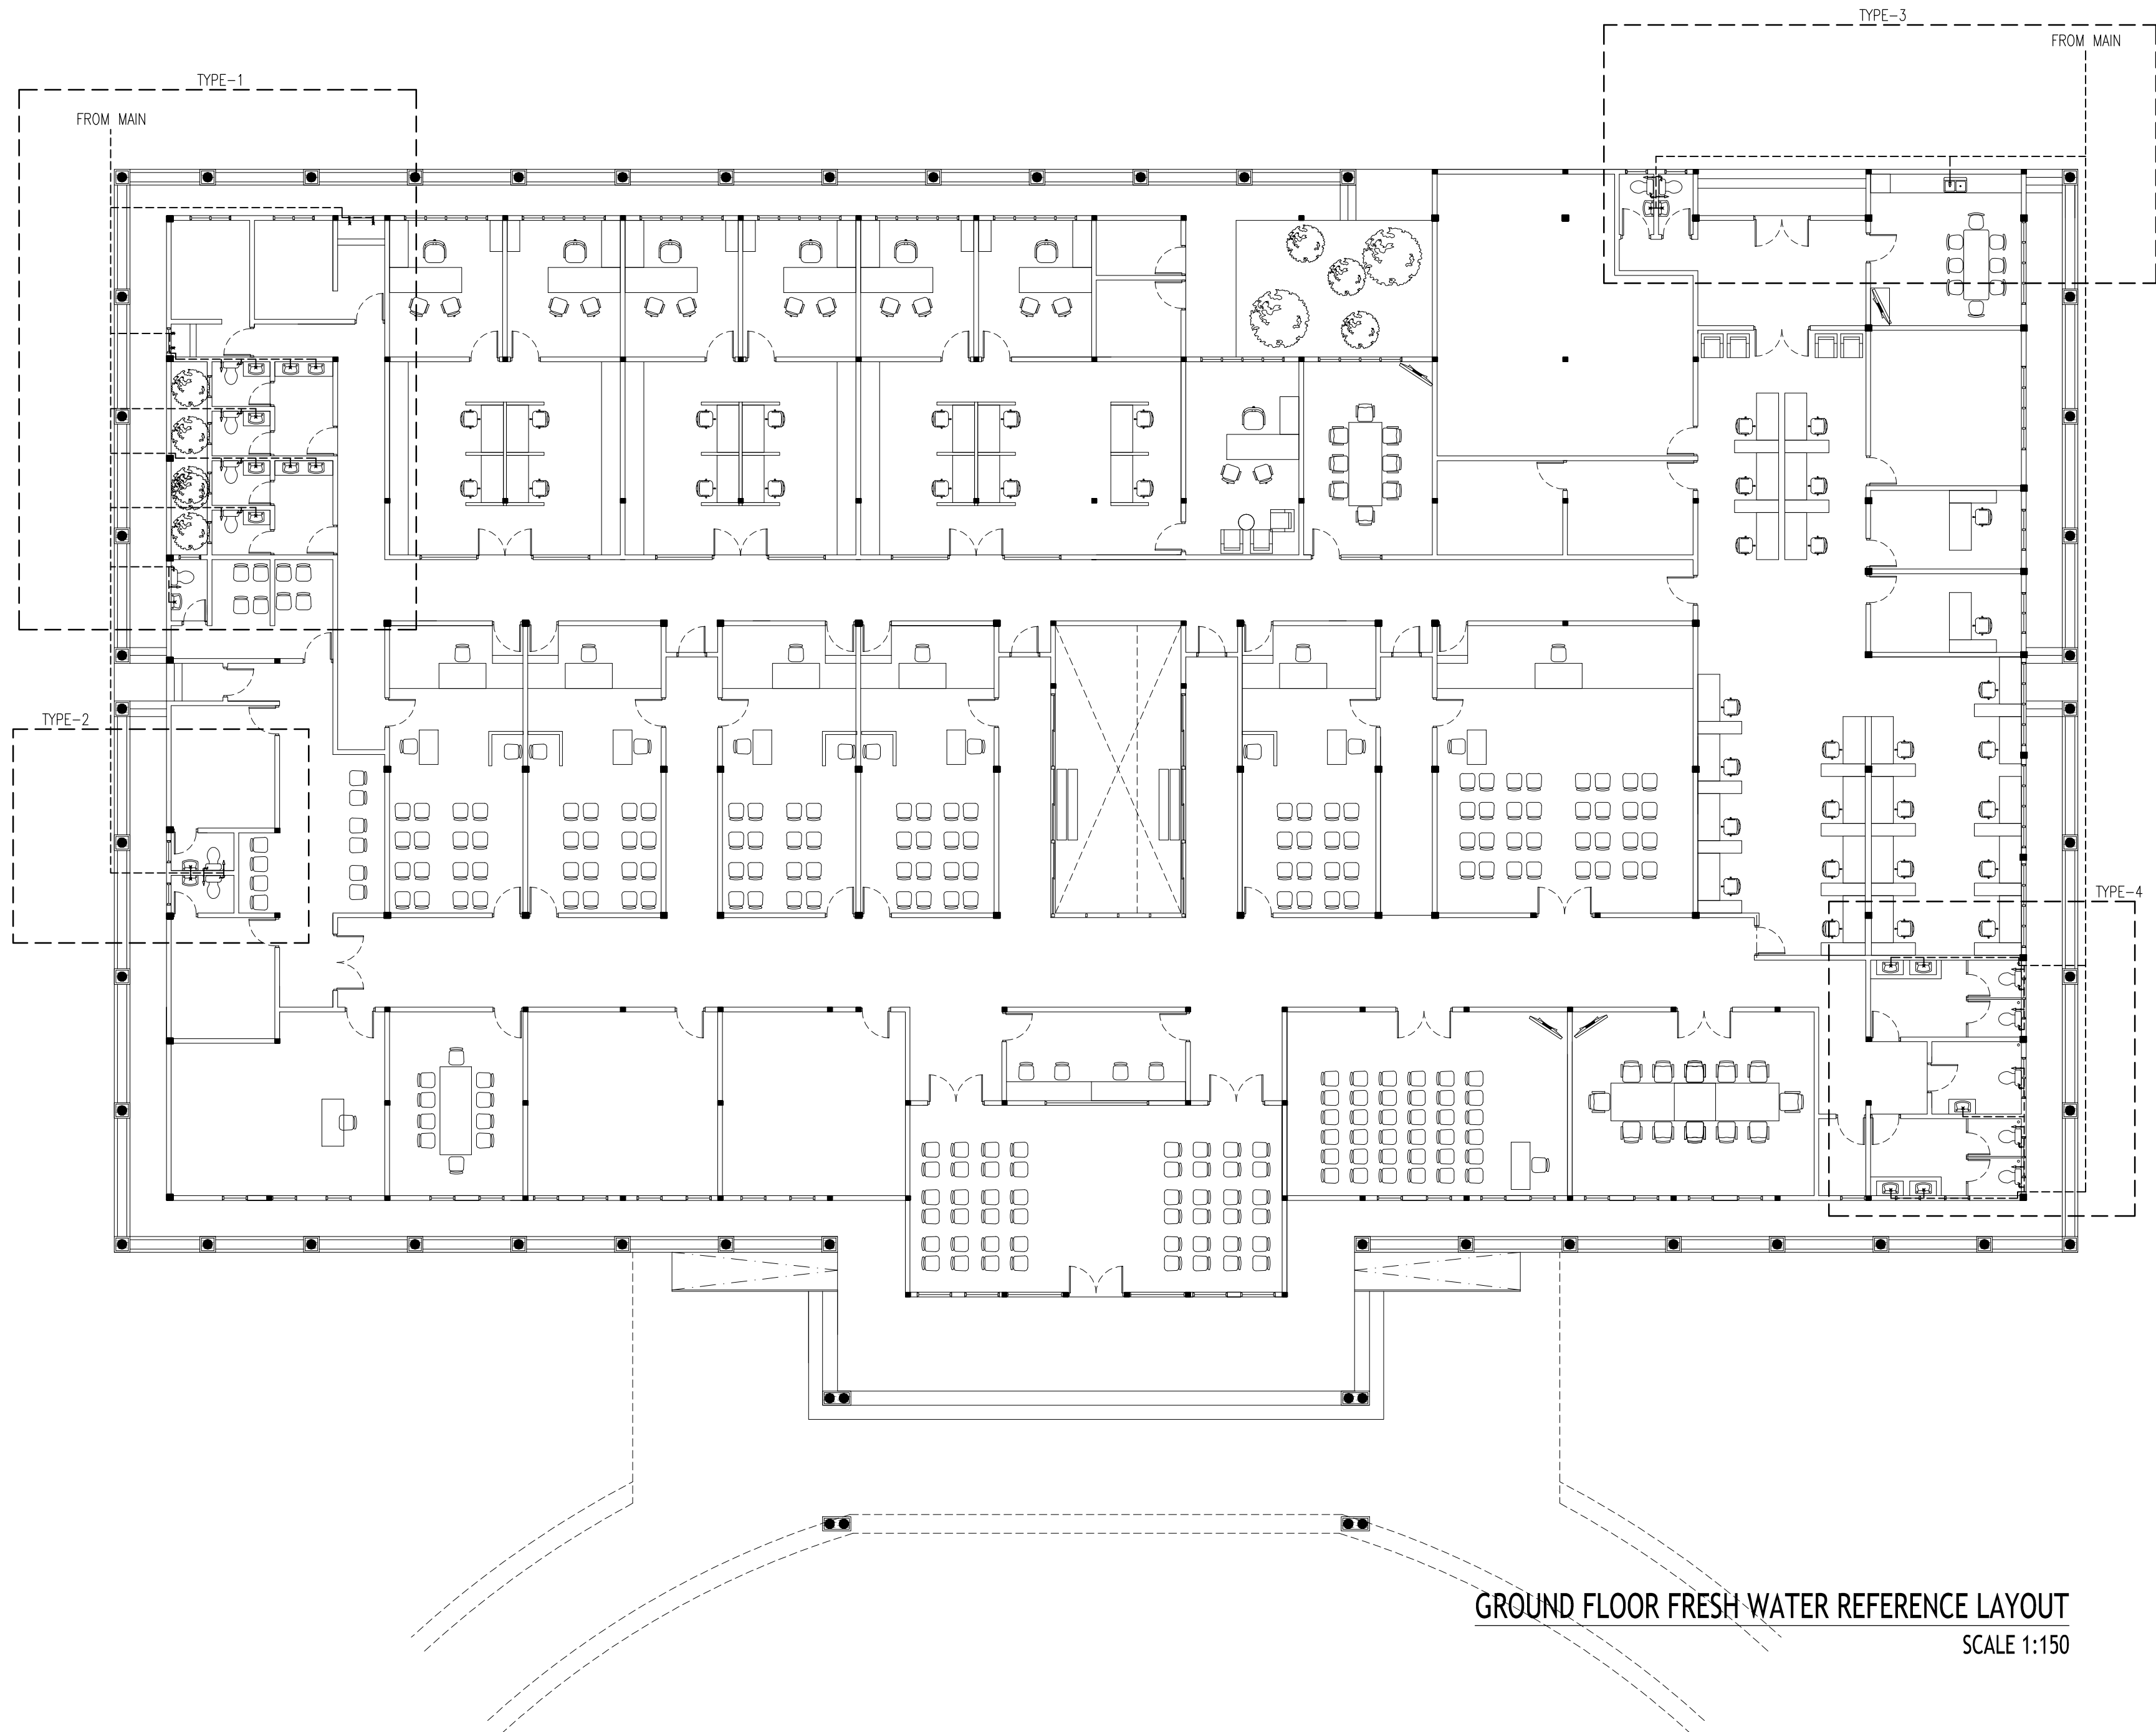 TYPE-3
FROM MAIN
TYPE-1
FROM MAIN
TYPE-2
TYPE-4
GROUND FLOOR FRESH WATER REFERENCE LAYOUT
SCALE 1:150